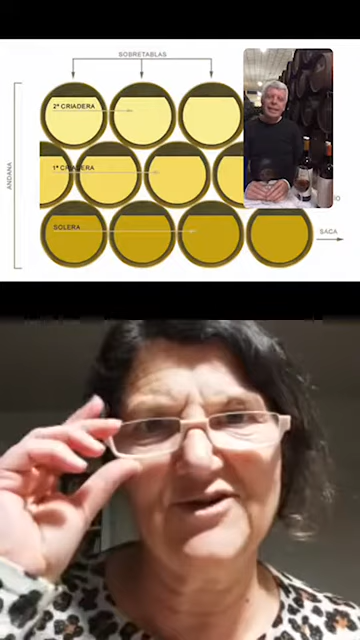 SOBRETABLAS
2ª CRIADERA
ANDANA
1ª CRIADERA
SOLERA
SACA